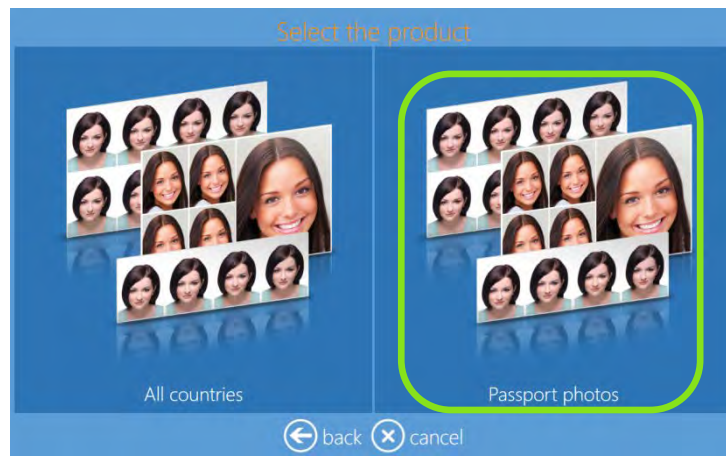 Select the product
All countries
Passport photos
back cancel